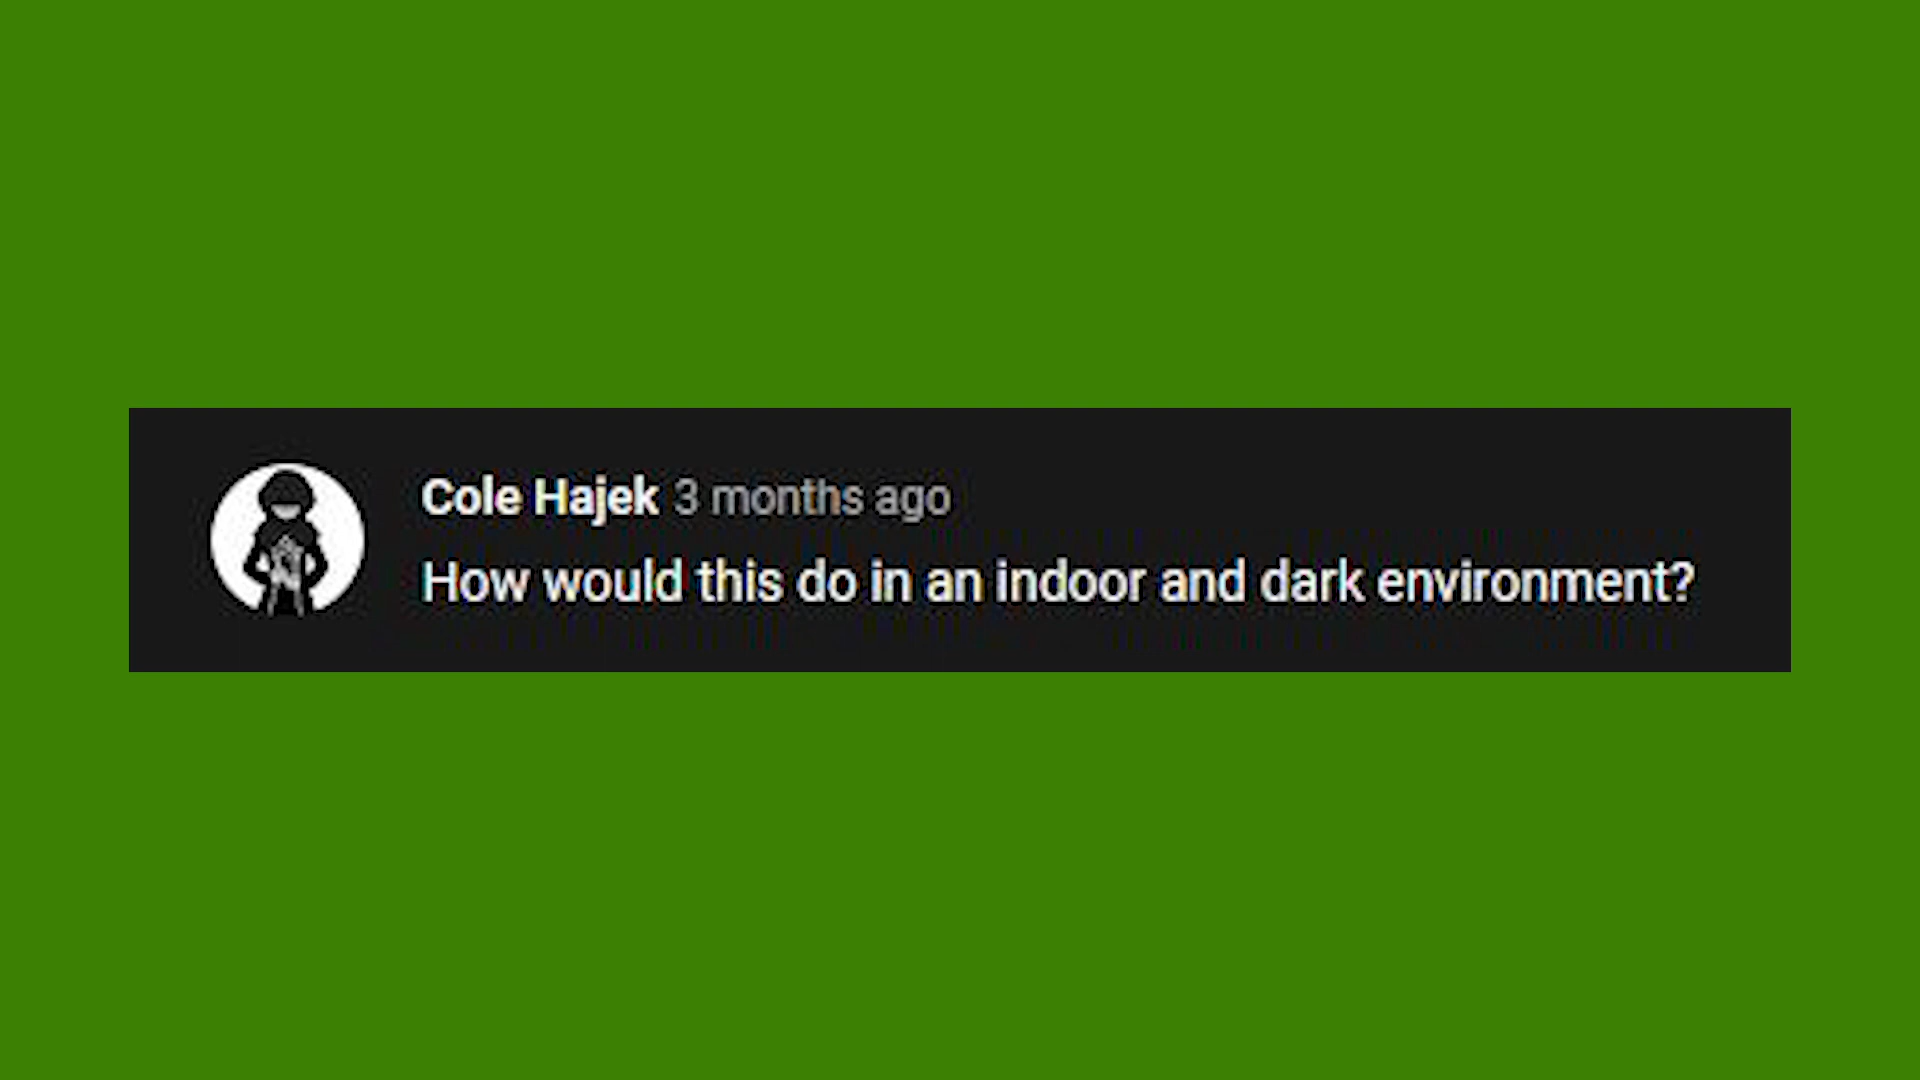 Cole Hajek 3 months ago
How would this do in an indoor and dark environment?